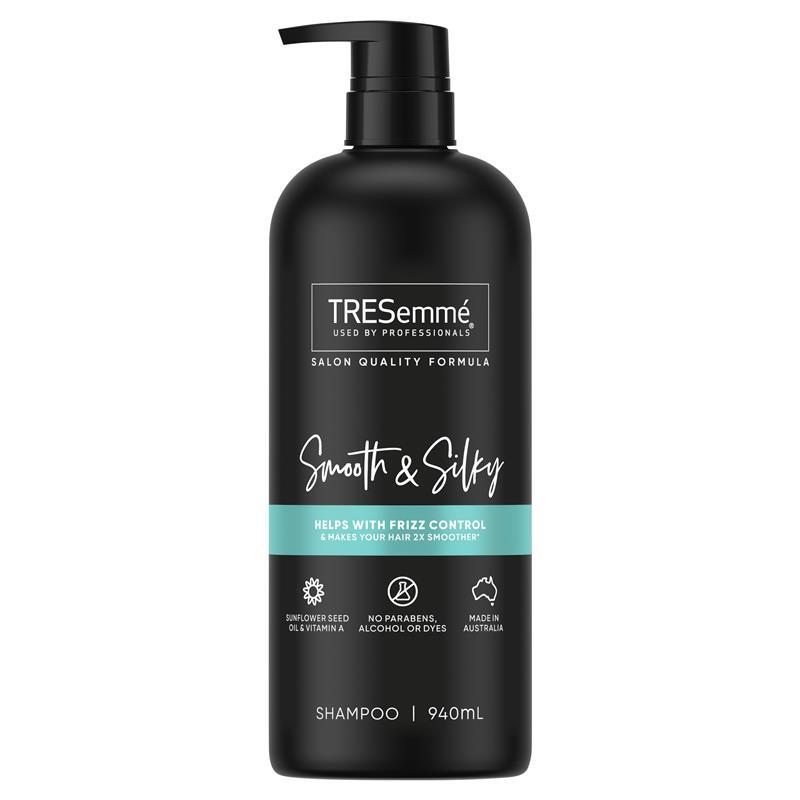 TRESemmé®
USED BY PROFESSIONALS
SALON QUALITY FORMULA
Smooth & Silky
HELPS WITH FRIZZ CONTROL
& MAKES YOUR HAIR 2X SMOOTHER*
SUNFLOWER SEED
OIL & VITAMIN A
NO PARABENS,
ALCOHOL OR DYES
MADE IN
AUSTRALIA
SHAMPOO | 940mL